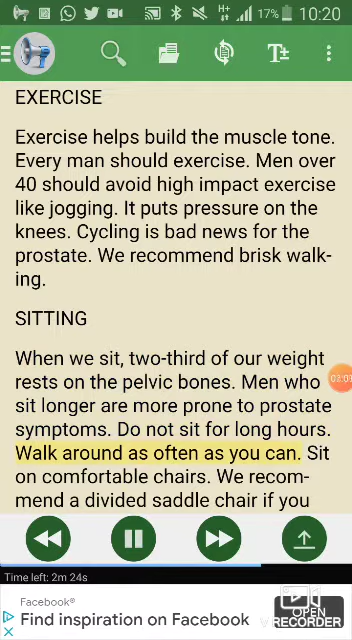 H+
17%
10:20
T±
EXERCISE
Exercise helps build the muscle tone.
Every man should exercise. Men over
40 should avoid high impact exercise
like jogging. It puts pressure on the
knees. Cycling is bad news for the
prostate. We recommend brisk walk-
ing.
SITTING
When we sit, two-third of our weight
rests on the pelvic bones. Men who
sit longer are more prone to prostate
symptoms. Do not sit for long hours.
Walk around as often as you can. Sit
on comfortable chairs. We recom-
mend a divided saddle chair if you
Time left: 2m 24s
Facebook®
Find inspiration on Facebook
OPEN
RECORDER